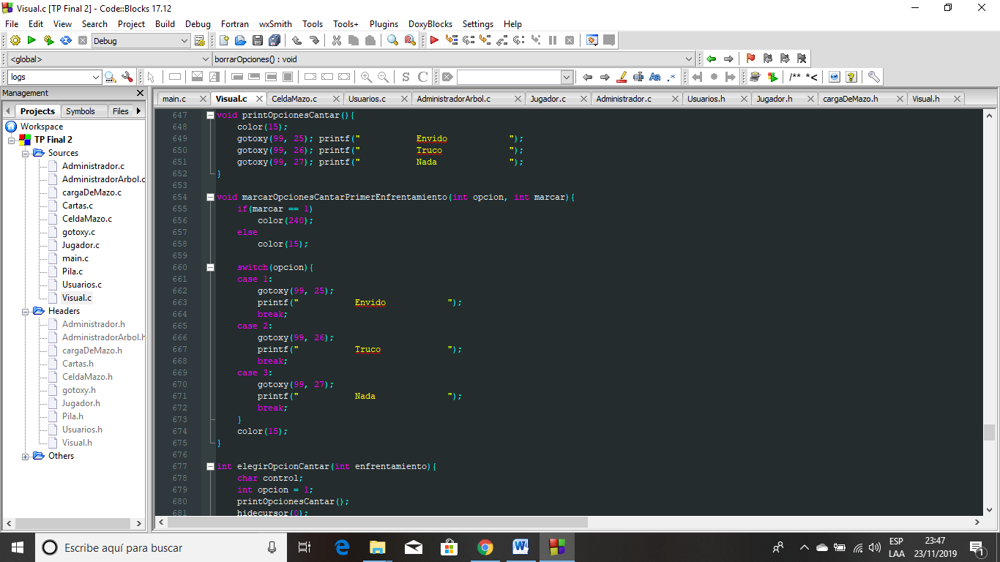 Visual.c [TP Final 2] - Code::Blocks 17.12
File Edit View Search Project Build Debug Fortran wxSmith Tools Tools+ Plugins DoxyBlocks Settings Help
Debug
<global> borrarOpciones() : void
logs S C Aa .* /** *<
Management
main.c Visual.c CeldaMazo.c Usuarios.c AdministradorArbol.c Jugador.c Administrador.c Usuarios.h Jugador.h cargaDeMazo.h Visual.h
Projects Symbols Files
Workspace
TP Final 2
Sources
Administrador.c
AdministradorArbol.c
cargaDeMazo.c
Cartas.c
CeldaMazo.c
gotoxy.c
Jugador.c
main.c
Pila.c
Usuarios.c
Visual.c
Headers
Administrador.h
AdministradorArbol.h
cargaDeMazo.h
Cartas.h
CeldaMazo.h
gotoxy.h
Jugador.h
Pila.h
Usuarios.h
Visual.h
Others
647 void printOpcionesCantar(){
648 color(15);
649 gotoxy(99, 25); printf("           Envido            ");
650 gotoxy(99, 26); printf("           Truco             ");
651 gotoxy(99, 27); printf("           Nada              ");
652 }
653
654 void marcarOpcionesCantarPrimerEnfrentamiento(int opcion, int marcar){
655 if(marcar == 1)
656 color(240);
657 else
658 color(15);
659
660 switch(opcion){
661 case 1:
662 gotoxy(99, 25);
663 printf("           Envido            ");
664 break;
665 case 2:
666 gotoxy(99, 26);
667 printf("           Truco             ");
668 break;
669 case 3:
670 gotoxy(99, 27);
671 printf("           Nada              ");
672 break;
673 }
674 color(15);
675 }
676
677 int elegirOpcionCantar(int enfrentamiento){
678 char control;
679 int opcion = 1;
680 printOpcionesCantar();
681 hidecursor(0);
Escribe aquí para buscar
ESP
LAA
23:47
23/11/2019
1